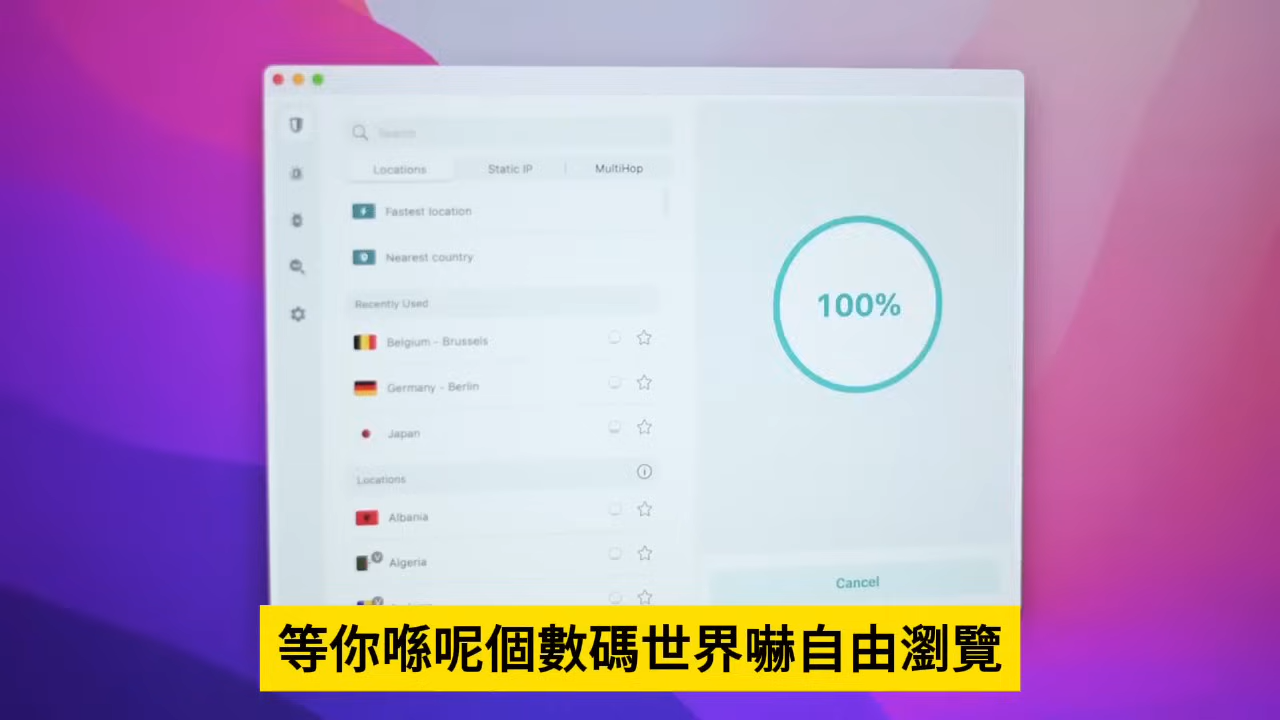 Search
Locations
Static IP
MultiHop
Fastest location
Nearest country
Recently Used
Belgium - Brussels
Germany - Berlin
Japan
Locations
Albania
Algeria
100%
Cancel
等你喺呢個數碼世界嚇自由瀏覽